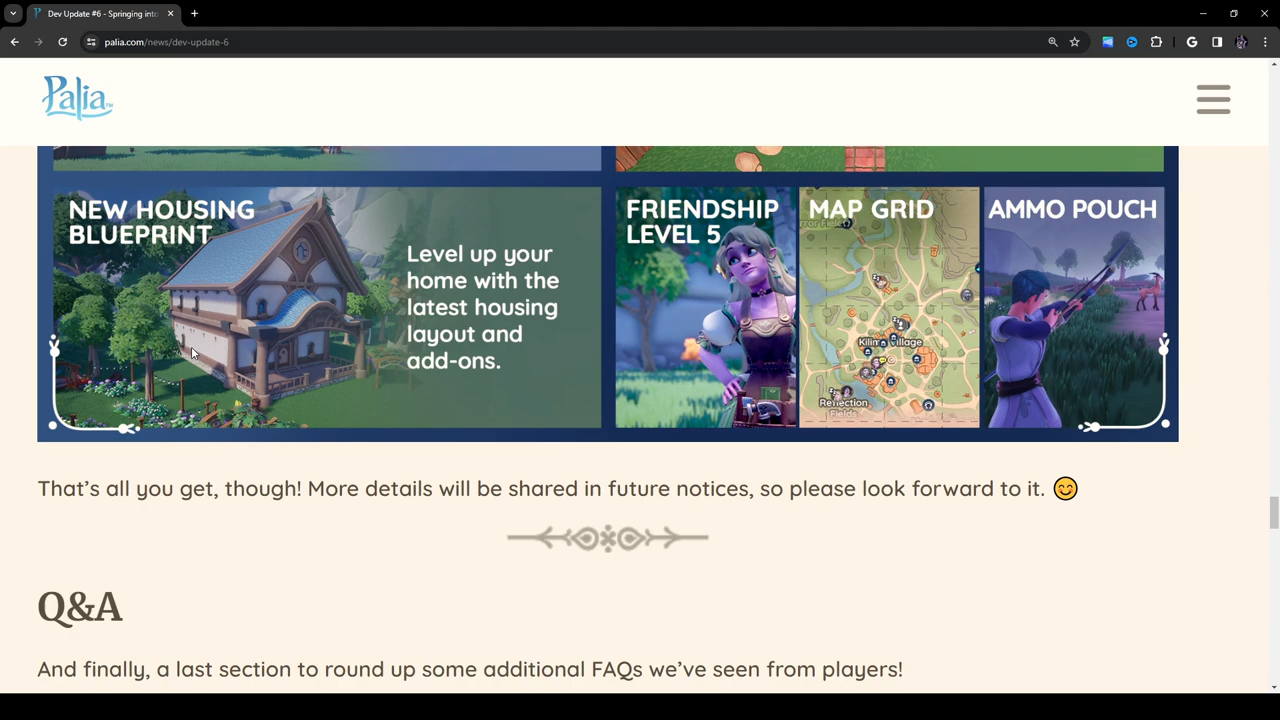 Dev Update #6 - Springing into
palia.com/news/dev-update-6
Palia™
NEW HOUSING
BLUEPRINT
Level up your
home with the
latest housing
layout and
add-ons.
FRIENDSHIP
LEVEL 5
MAP GRID
Kilima Village
Reflection
Fields
AMMO POUCH
That's all you get, though! More details will be shared in future notices, so please look forward to it. 😊
Q&A
And finally, a last section to round up some additional FAQs we've seen from players!